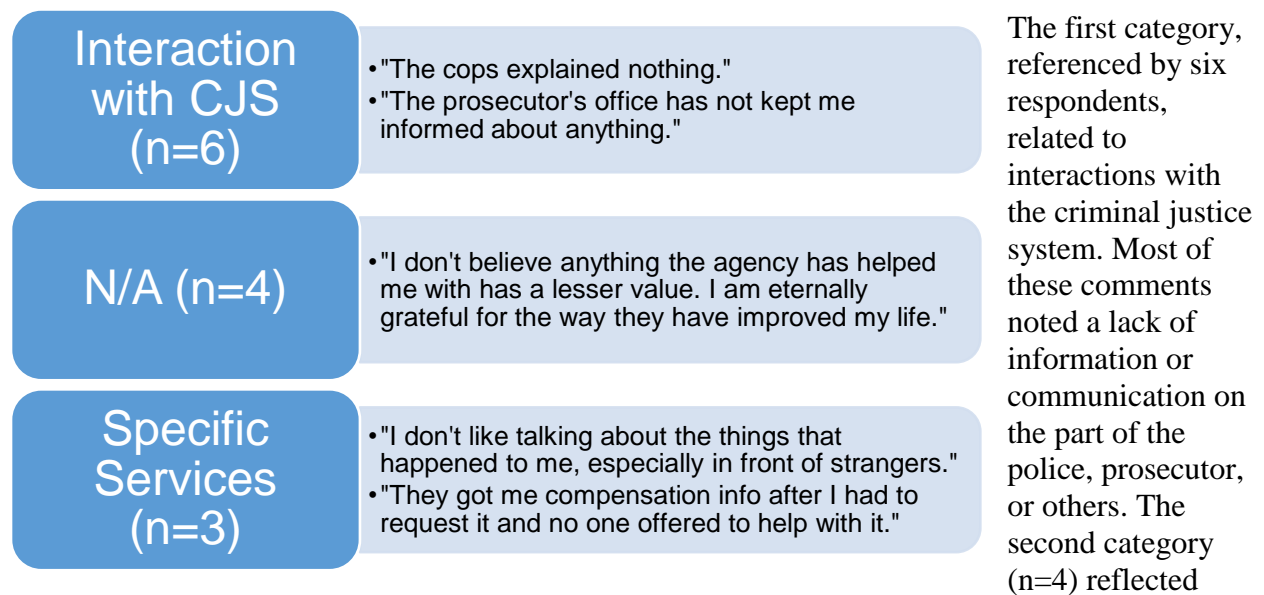 Interaction
with CJS
(n=6)
•"The cops explained nothing."
•"The prosecutor's office has not kept me
informed about anything."
N/A (n=4)
•"I don't believe anything the agency has helped
me with has a lesser value. I am eternally
grateful for the way they have improved my life."
Specific
Services
(n=3)
•"I don't like talking about the things that
happened to me, especially in front of strangers."
•"They got me compensation info after I had to
request it and no one offered to help with it."
The first category,
referenced by six
respondents,
related to
interactions with
the criminal justice
system. Most of
these comments
noted a lack of
information or
communication on
the part of the
police, prosecutor,
or others. The
second category
(n=4) reflected